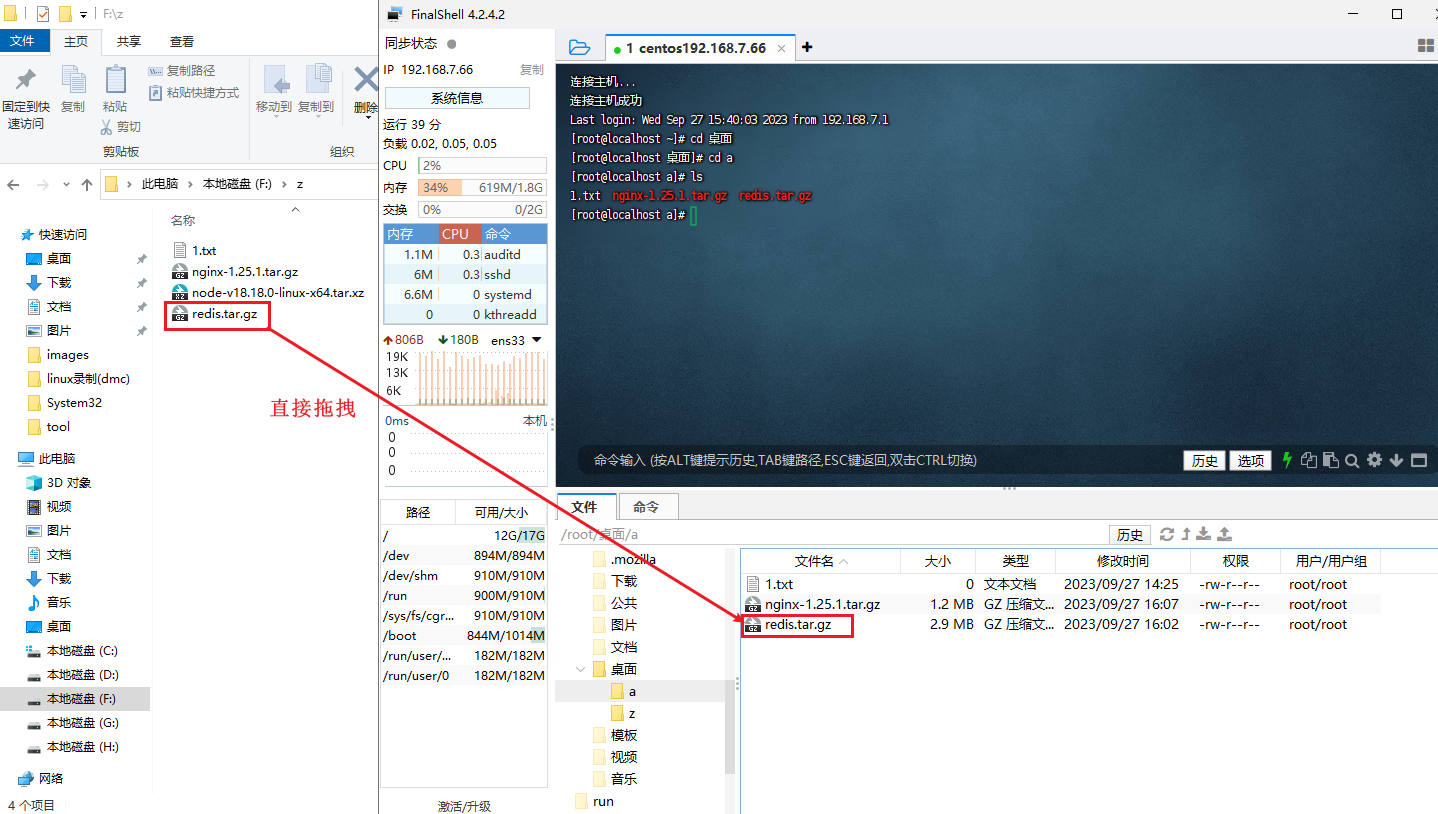 F:\z
文件 主页 共享 查看
固定到快速访问
复制
粘贴
复制路径
粘贴快捷方式
剪切
剪贴板
移动到
复制到
删除
组织
此电脑 本地磁盘 (F:) z
名称
1.txt
nginx-1.25.1.tar.gz
node-v18.18.0-linux-x64.tar.xz
redis.tar.gz
快速访问
桌面
下载
文档
图片
images
linux录制(dmc)
System32
tool
此电脑
3D 对象
视频
图片
文档
下载
音乐
桌面
本地磁盘 (C:)
本地磁盘 (D:)
本地磁盘 (F:)
本地磁盘 (G:)
本地磁盘 (H:)
网络
4 个项目
直接拖拽
FinalShell 4.2.4.2
同步状态
IP 192.168.7.66 复制
系统信息
运行 39 分
负载 0.02, 0.05, 0.05
CPU 2%
内存 34% 619M/1.8G
交换 0% 0/2G
内存 CPU 命令
1.1M 0.3 auditd
6M 0.3 sshd
6.6M 0 systemd
0 0 kthreadd
806B 180B ens33
19K
13K
6K
0ms 本机
0
0
0
路径 可用/大小
/ 12G/17G
/dev 894M/894M
/dev/shm 910M/910M
/run 900M/910M
/sys/fs/cgr... 910M/910M
/boot 844M/1014M
/run/user/... 182M/182M
/run/user/0 182M/182M
激活/升级
1 centos192.168.7.66
连接主机...
连接主机成功
Last login: Wed Sep 27 15:40:03 2023 from 192.168.7.1
[root@localhost ~]# cd 桌面
[root@localhost 桌面]# cd a
[root@localhost a]# ls
1.txt nginx-1.25.1.tar.gz redis.tar.gz
[root@localhost a]#
命令输入 (按ALT键提示历史,TAB键路径,ESC键返回,双击CTRL切换) 历史 选项
文件 命令
/root/桌面/a 历史
.mozilla
下载
公共
图片
文档
桌面
a
z
模板
视频
音乐
run
文件名 大小 类型 修改时间 权限 用户/用户组
1.txt 0 文本文档 2023/09/27 14:25 -rw-r--r-- root/root
nginx-1.25.1.tar.gz 1.2 MB GZ 压缩文... 2023/09/27 16:07 -rw-r--r-- root/root
redis.tar.gz 2.9 MB GZ 压缩文... 2023/09/27 16:02 -rw-r--r-- root/root